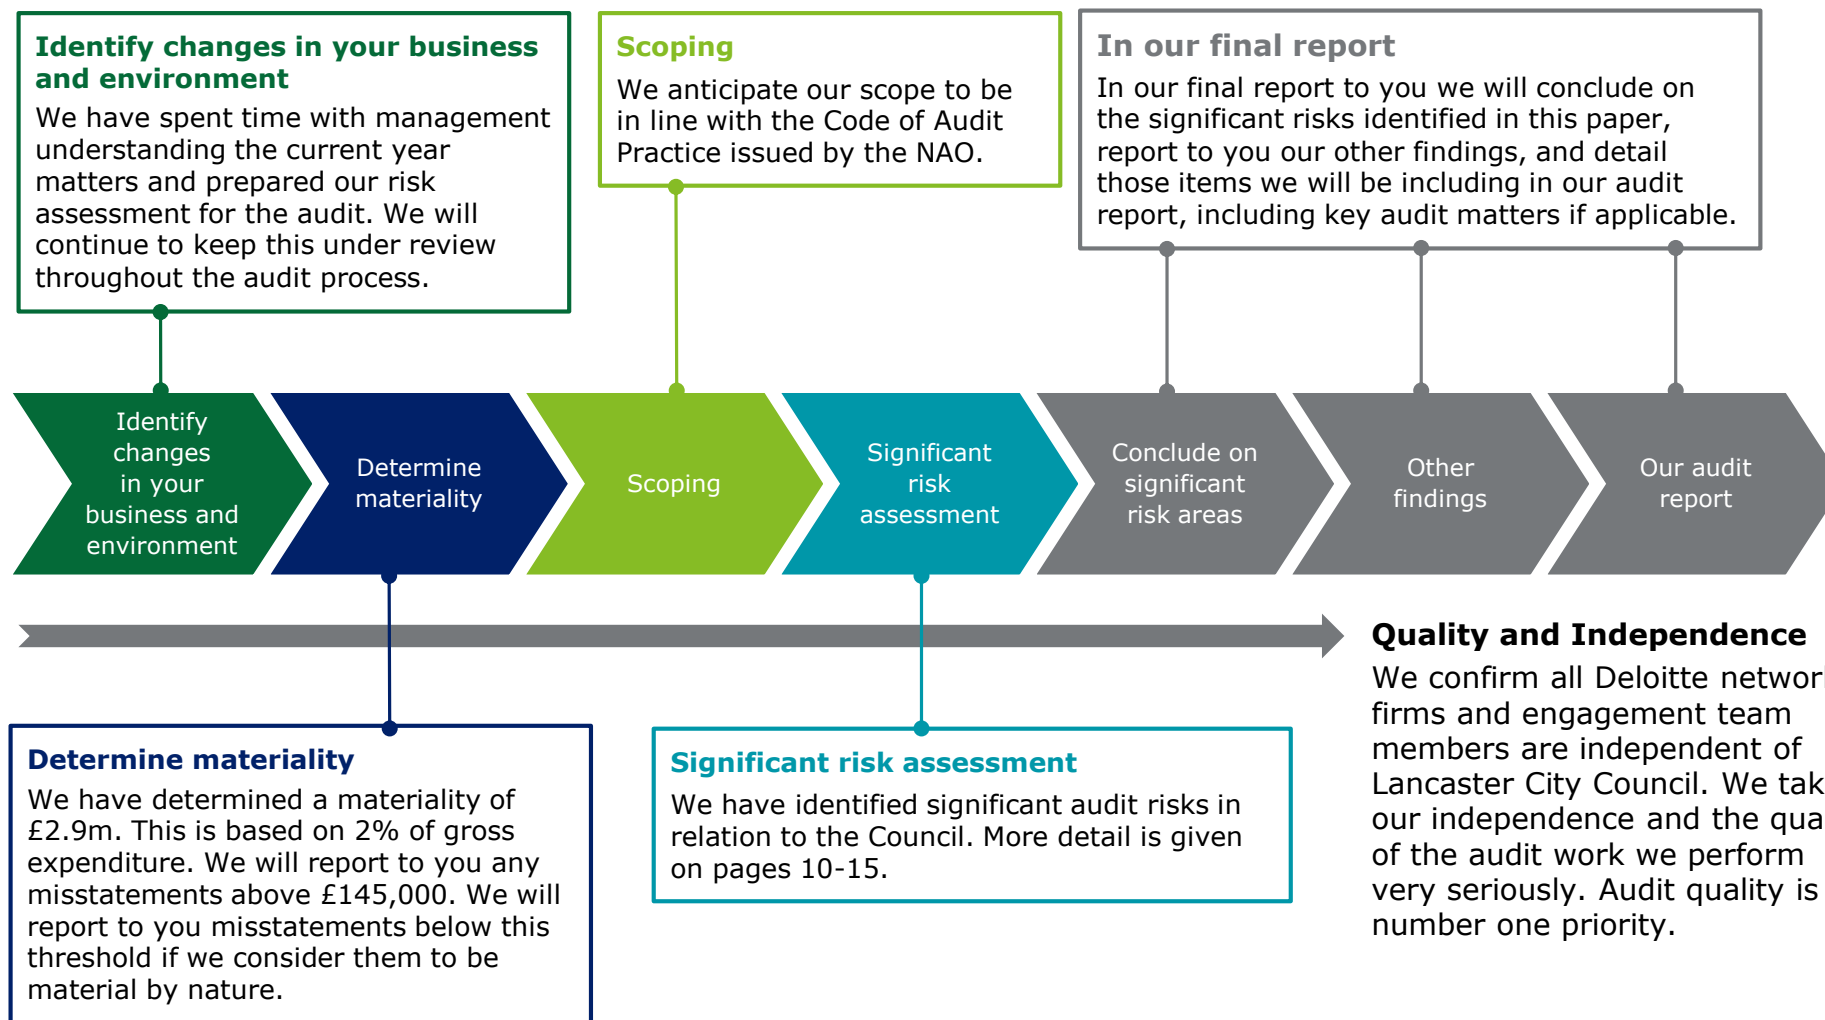 Identify changes in your business
and environment
We have spent time with management
understanding the current year
matters and prepared our risk
assessment for the audit. We will
continue to keep this under review
throughout the audit process.
Scoping
We anticipate our scope to be
in line with the Code of Audit
Practice issued by the NAO.
In our final report
In our final report to you we will conclude on
the significant risks identified in this paper,
report to you our other findings, and detail
those items we will be including in our audit
report, including key audit matters if applicable.
Identify
changes
in your
business and
environment
Determine
materiality
Scoping
Significant
risk
assessment
Conclude on
significant
risk areas
Other
findings
Our audit
report
Determine materiality
We have determined a materiality of
£2.9m. This is based on 2% of gross
expenditure. We will report to you any
misstatements above £145,000. We will
report to you misstatements below this
threshold if we consider them to be
material by nature.
Significant risk assessment
We have identified significant audit risks in
relation to the Council. More detail is given
on pages 10-15.
Quality and Independence
We confirm all Deloitte networ
firms and engagement team
members are independent of
Lancaster City Council. We tak
our independence and the qua
of the audit work we perform
very seriously. Audit quality is
number one priority.